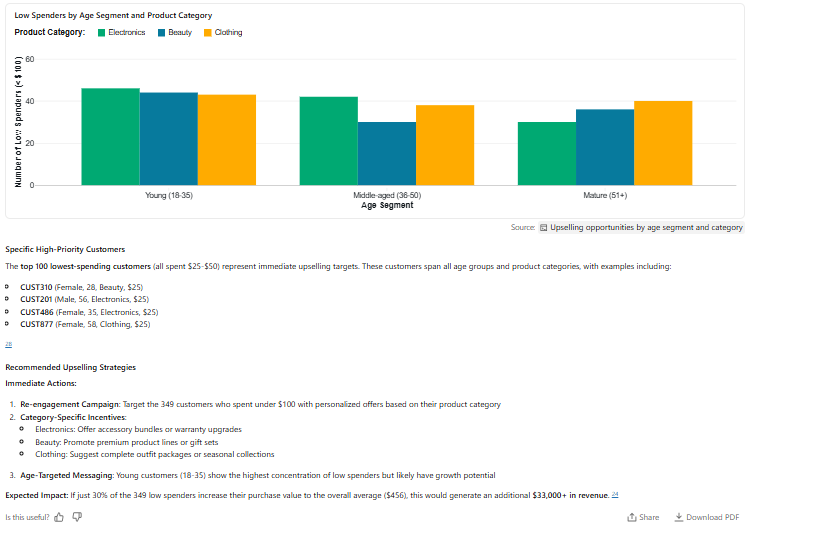 Low Spenders by Age Segment and Product Category
Product Category: Electronics Beauty Clothing
Number of Low Spenders (< $100)
60
40
20
0
Young (18-35) Middle-aged (36-50) Mature (51+)
Age Segment
Source: Upselling opportunities by age segment and category
Specific High-Priority Customers
The top 100 lowest-spending customers (all spent $25-$50) represent immediate upselling targets. These customers span all age groups and product categories, with examples including:
CUST310 (Female, 28, Beauty, $25)
CUST201 (Male, 56, Electronics, $25)
CUST486 (Female, 35, Electronics, $25)
CUST877 (Female, 58, Clothing, $25)
Recommended Upselling Strategies
Immediate Actions:
1. Re-engagement Campaign: Target the 349 customers who spent under $100 with personalized offers based on their product category
2. Category-Specific Incentives:
Electronics: Offer accessory bundles or warranty upgrades
Beauty: Promote premium product lines or gift sets
Clothing: Suggest complete outfit packages or seasonal collections
3. Age-Targeted Messaging: Young customers (18-35) show the highest concentration of low spenders but likely have growth potential
Expected Impact: If just 30% of the 349 low spenders increase their purchase value to the overall average ($456), this would generate an additional $33,000+ in revenue.
Is this useful? Share Download PDF